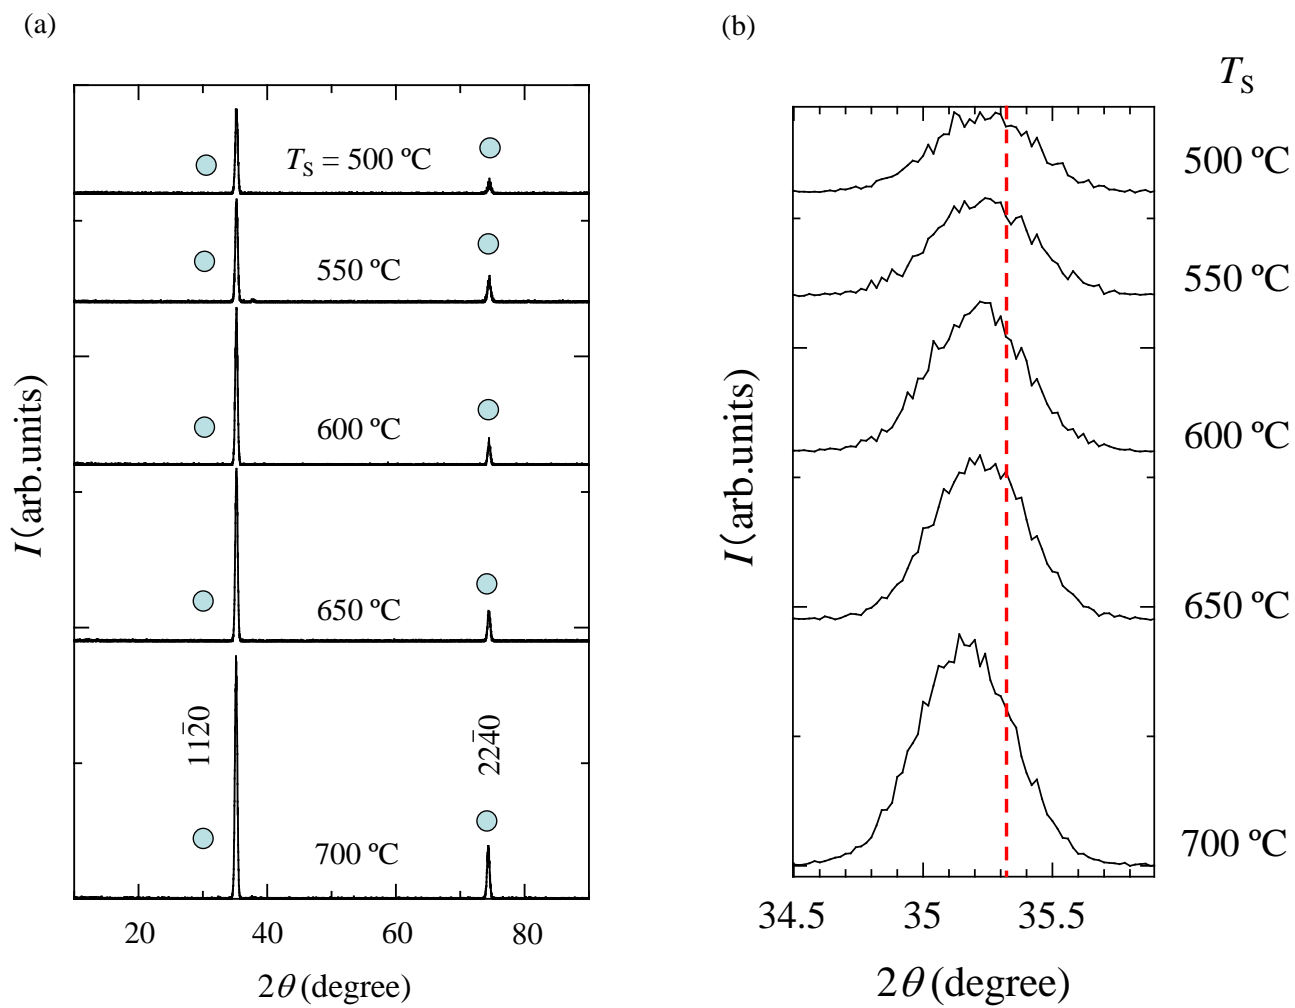 (a)
(b)
T_S
T_S = 500 ºC
550 ºC
600 ºC
650 ºC
700 ºC
112̄0
224̄0
I (arb.units)
20
40
60
80
2θ (degree)
500 ºC
550 ºC
600 ºC
650 ºC
700 ºC
I (arb.units)
34.5
35
35.5
2θ (degree)